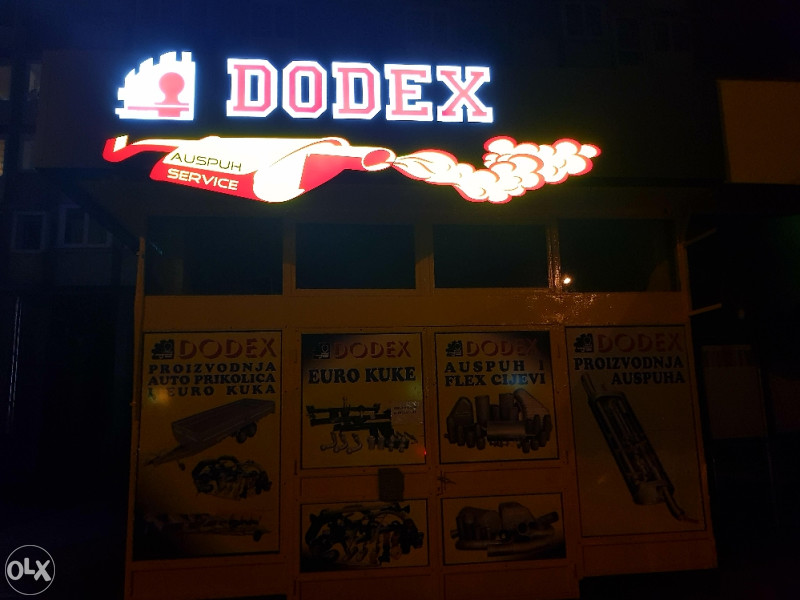 DODEX
AUSPUH
SERVICE
DODEX
PROIZVODNJA
AUTO PRIKOLICA
I EURO KUKA
DODEX
EURO KUKE
DODEX
AUSPUH I
FLEX CIJEVI
DODEX
PROIZVODNJA
AUSPUHA
OLX